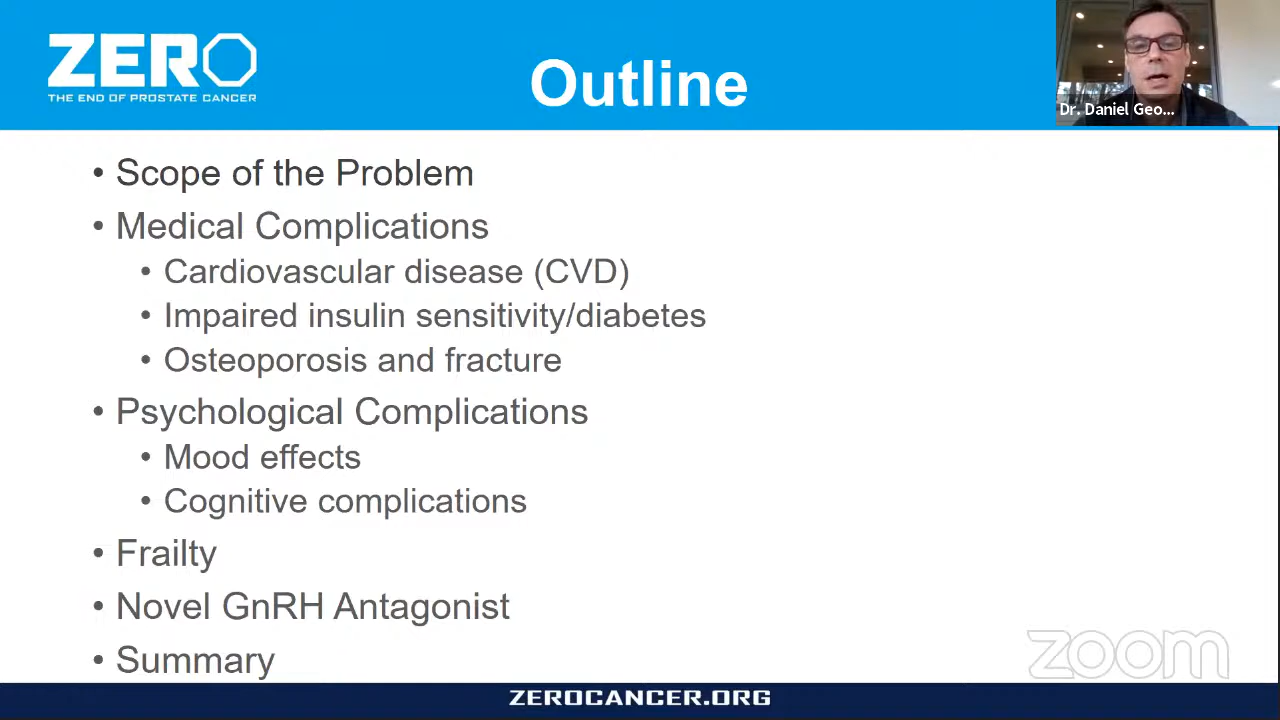 ZERO
THE END OF PROSTATE CANCER
Outline
Dr. Daniel Geo...
• Scope of the Problem
• Medical Complications
• Cardiovascular disease (CVD)
• Impaired insulin sensitivity/diabetes
• Osteoporosis and fracture
• Psychological Complications
• Mood effects
• Cognitive complications
• Frailty
• Novel GnRH Antagonist
• Summary
zoom
ZEROCANCER.ORG